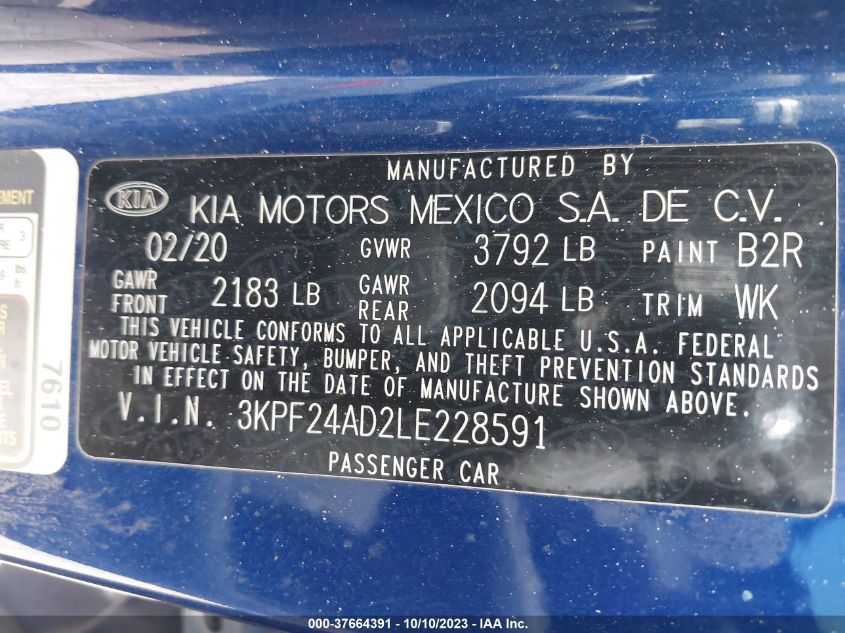 MANUFACTURED BY
KIA KIA MOTORS MEXICO S.A. DE C.V.
02/20 GVWR 3792 LB PAINT B2R
GAWR FRONT 2183 LB GAWR REAR 2094 LB TRIM WK
THIS VEHICLE CONFORMS TO ALL APPLICABLE U.S.A. FEDERAL
MOTOR VEHICLE SAFETY, BUMPER, AND THEFT PREVENTION STANDARDS
IN EFFECT ON THE DATE OF MANUFACTURE SHOWN ABOVE.
V.I.N. 3KPF24AD2LE228591
PASSENGER CAR
7610
000-37664391 - 10/10/2023 - IAA Inc.